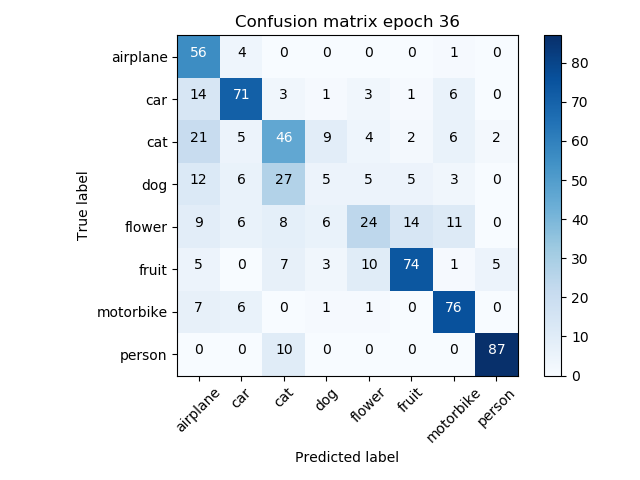 Confusion matrix epoch 36
True label
airplane 56 4 0 0 0 0 1 0
car 14 71 3 1 3 1 6 0
cat 21 5 46 9 4 2 6 2
dog 12 6 27 5 5 5 3 0
flower 9 6 8 6 24 14 11 0
fruit 5 0 7 3 10 74 1 5
motorbike 7 6 0 1 1 0 76 0
person 0 0 10 0 0 0 0 87
airplane car cat dog flower fruit motorbike person
Predicted label
80
70
60
50
40
30
20
10
0